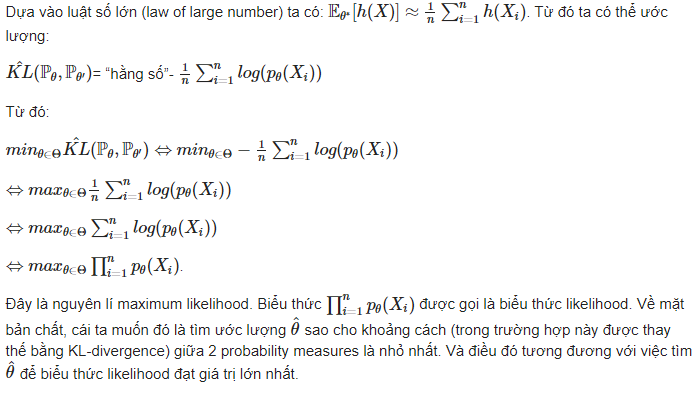 Dựa vào luật số lớn (law of large number) ta có: $\mathbb{E}_{\theta^*}[h(X)] \approx \frac{1}{n} \sum_{i=1}^{n} h(X_i)$. Từ đó ta có thể ước
lượng:
$\hat{KL}(\mathbb{P}_\theta, \mathbb{P}_{\theta'})$= “hằng số”- $\frac{1}{n} \sum_{i=1}^{n} log(p_\theta(X_i))$
Từ đó:
$min_{\theta \in \Theta} \hat{KL}(\mathbb{P}_\theta, \mathbb{P}_{\theta'}) \Leftrightarrow min_{\theta \in \Theta} - \frac{1}{n} \sum_{i=1}^{n} log(p_\theta(X_i))$
$\Leftrightarrow max_{\theta \in \Theta} \frac{1}{n} \sum_{i=1}^{n} log(p_\theta(X_i))$
$\Leftrightarrow max_{\theta \in \Theta} \sum_{i=1}^{n} log(p_\theta(X_i))$
$\Leftrightarrow max_{\theta \in \Theta} \prod_{i=1}^{n} p_\theta(X_i)$.
Đây là nguyên lí maximum likelihood. Biểu thức $\prod_{i=1}^{n} p_\theta(X_i)$ được gọi là biểu thức likelihood. Về mặt
bản chất, cái ta muốn đó là tìm ước lượng $\hat{\theta}$ sao cho khoảng cách (trong trường hợp này được thay
thế bằng KL-divergence) giữa 2 probability measures là nhỏ nhất. Và điều đó tương đương với việc tìm
$\hat{\theta}$ để biểu thức likelihood đạt giá trị lớn nhất.